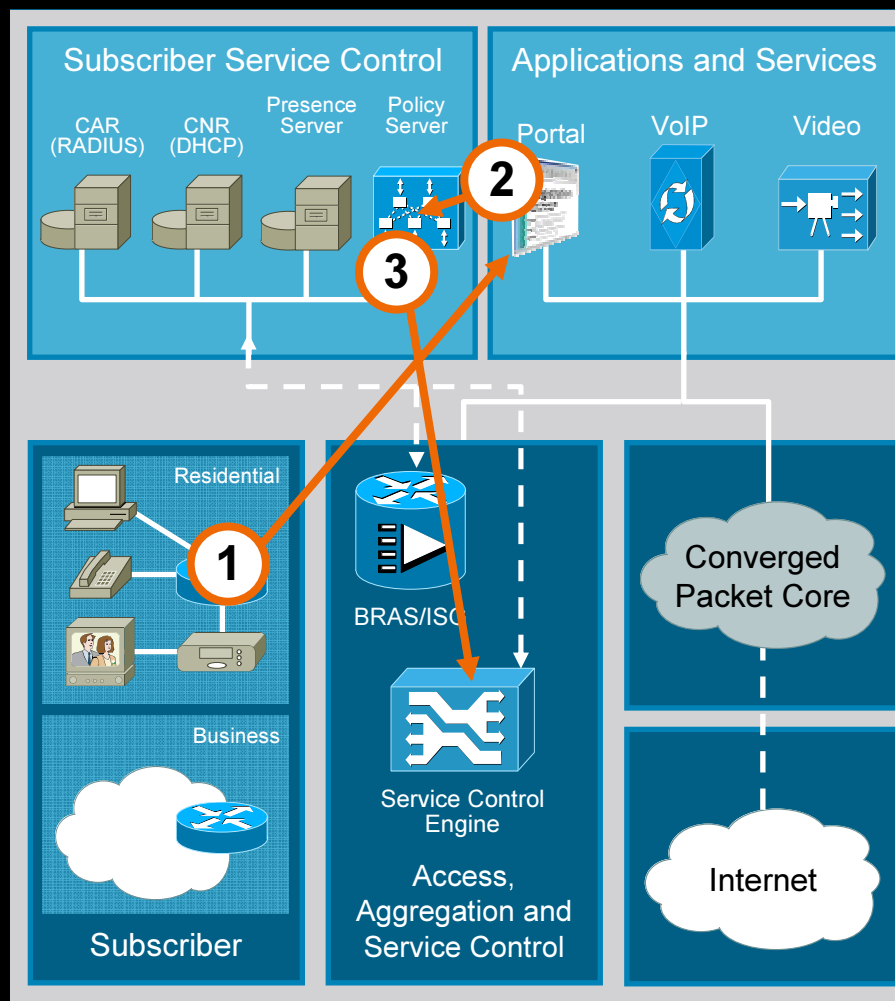 Subscriber Service Control
CAR
(RADIUS)
CNR
(DHCP)
Presence
Server
Policy
Server
Applications and Services
Portal
VoIP
Video
2
3
1
Residential
Business
Subscriber
BRAS/ISG
Service Control
Engine
Access,
Aggregation and
Service Control
Converged
Packet Core
Internet